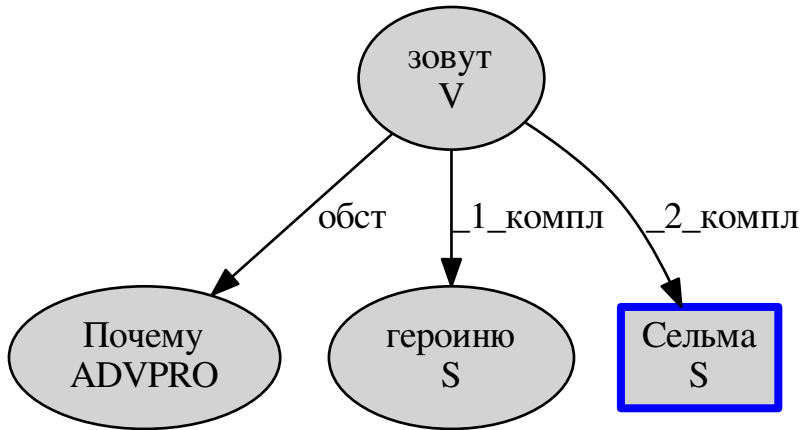 зовут
V
обст
_1_компл
_2_компл
Почему
ADVPRO
героиню
S
Сельма
S